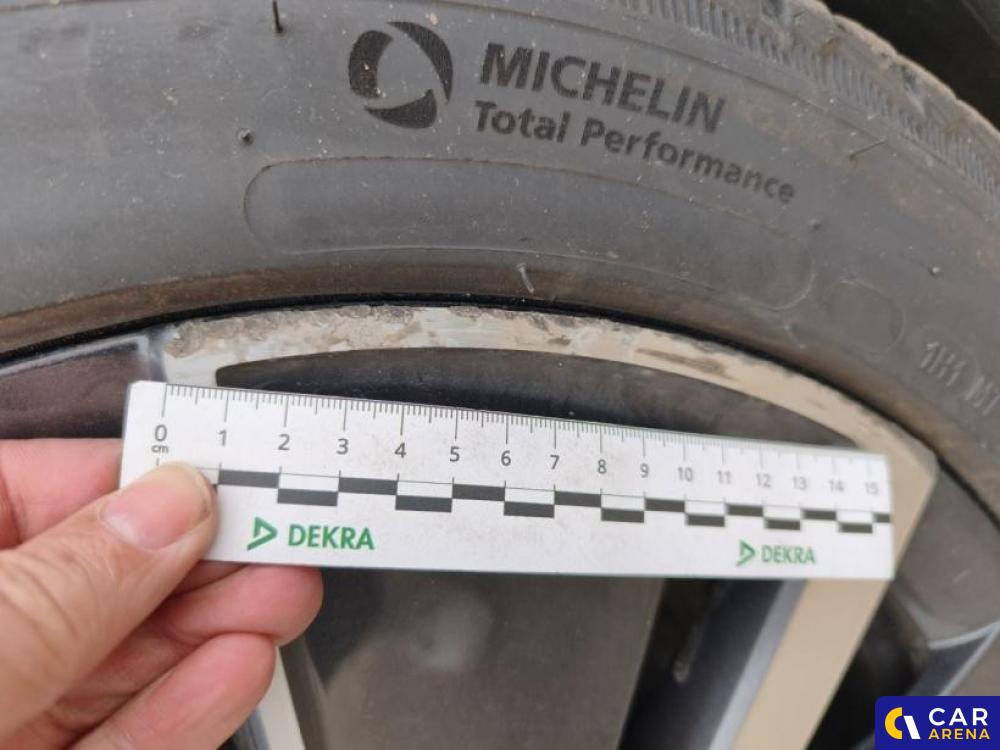 MICHELIN
Total Performance
0 1 2 3 4 5 6 7 8 9 10 11 12 13 14 15
cm
DEKRA DEKRA
CAR
ARENA